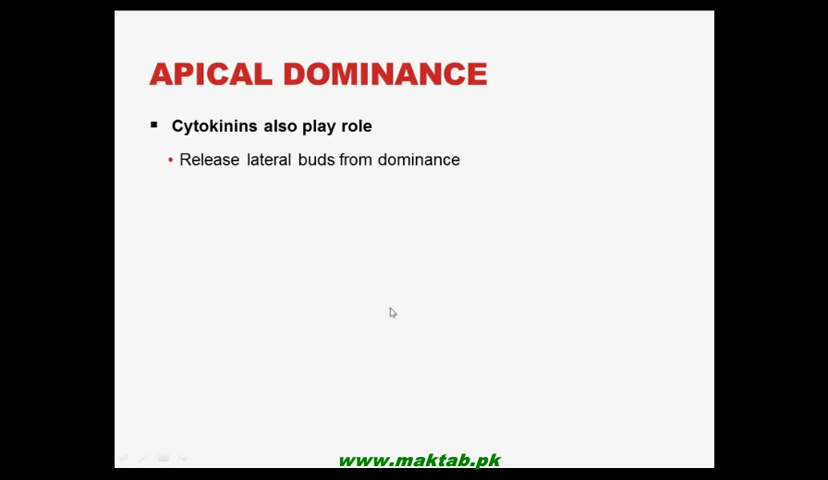 APICAL DOMINANCE
▪ Cytokinins also play role
• Release lateral buds from dominance
www.maktab.pk